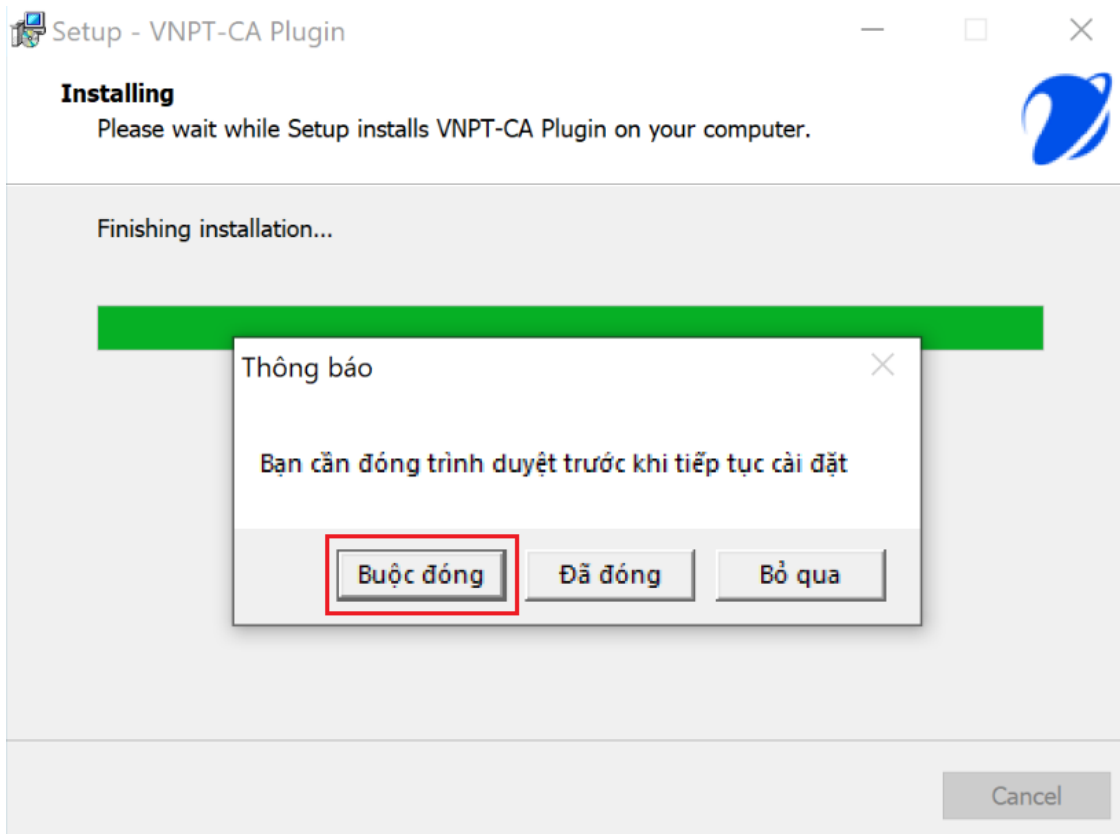 Setup - VNPT-CA Plugin
Installing
Please wait while Setup installs VNPT-CA Plugin on your computer.
Finishing installation...
Thông báo
Bạn cần đóng trình duyệt trước khi tiếp tục cài đặt
Buộc đóng Đã đóng Bỏ qua
Cancel